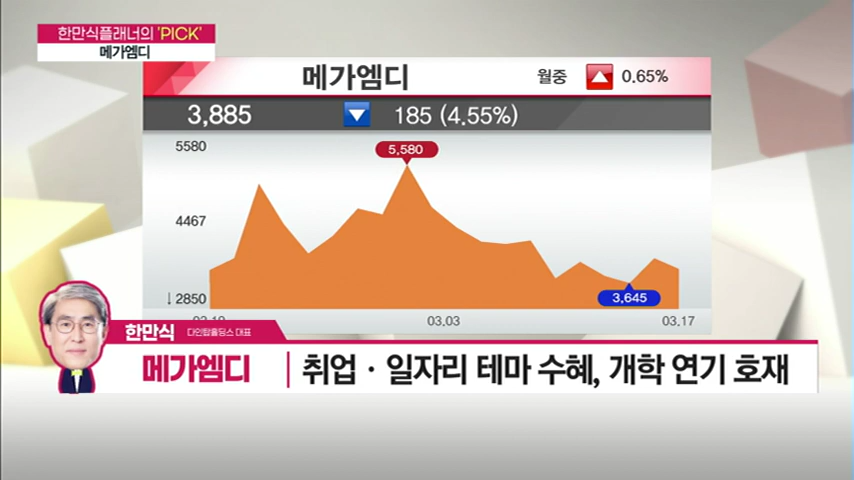 한만식플래너의 'PICK'
메가엠디
메가엠디 월중 0.65%
3,885 185 (4.55%)
5580
5,580
4467
↓2850
3,645
03.03 03.17
한만식 다인탑홀딩스 대표
메가엠디 취업·일자리 테마 수혜, 개학 연기 호재